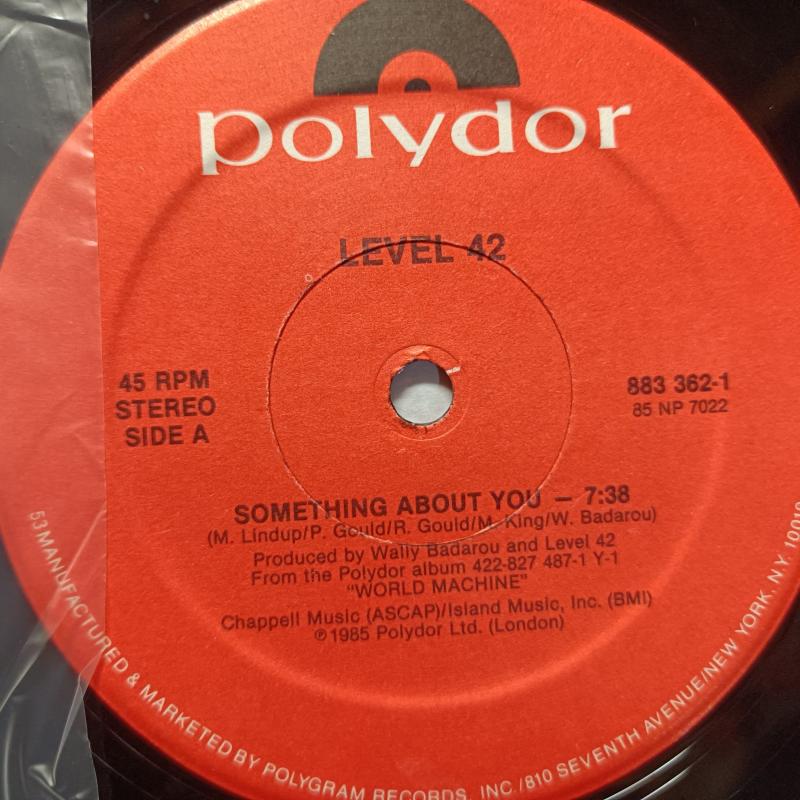 polydor
LEVEL 42
45 RPM
STEREO
SIDE A
883 362-1
85 NP 7022
SOMETHING ABOUT YOU — 7:38
(M. Lindup/P. Gould/R. Gould/M. King/W. Badarou)
Produced by Wally Badarou and Level 42
From the Polydor album 422-827 487-1 Y-1
"WORLD MACHINE"
Chappell Music (ASCAP)/Island Music, Inc. (BMI)
℗1985 Polydor Ltd. (London)
53 MANUFACTURED & MARKETED BY POLYGRAM RECORDS, INC./810 SEVENTH AVENUE/NEW YORK, N.Y. 10019